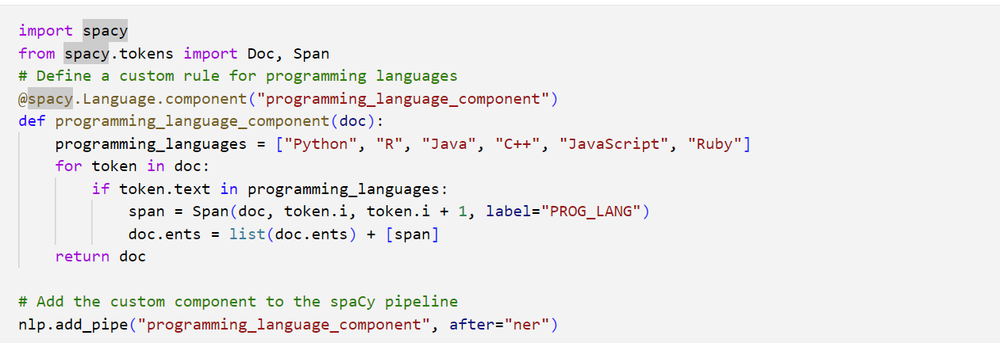 import spacy
from spacy.tokens import Doc, Span
# Define a custom rule for programming languages
@spacy.Language.component("programming_language_component")
def programming_language_component(doc):
    programming_languages = ["Python", "R", "Java", "C++", "JavaScript", "Ruby"]
    for token in doc:
        if token.text in programming_languages:
            span = Span(doc, token.i, token.i + 1, label="PROG_LANG")
            doc.ents = list(doc.ents) + [span]
    return doc

# Add the custom component to the spaCy pipeline
nlp.add_pipe("programming_language_component", after="ner")